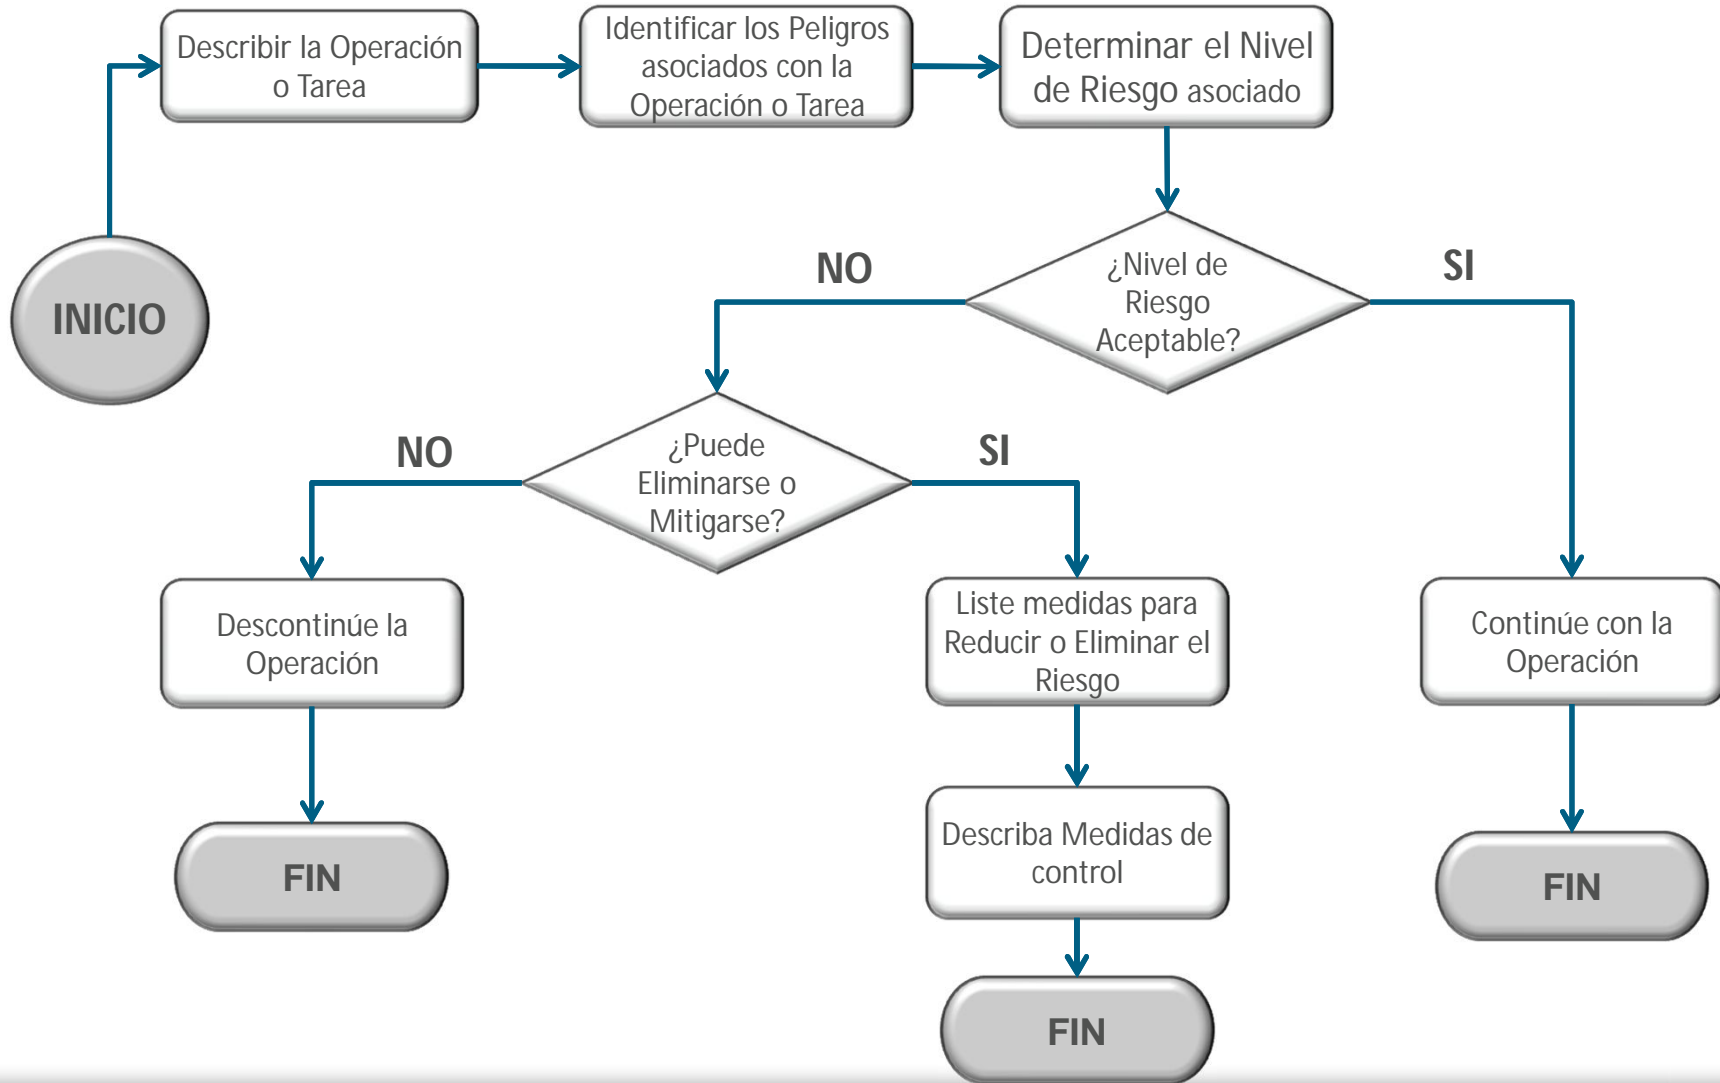 Describir la Operación
o Tarea
Identificar los Peligros
asociados con la
Operación o Tarea
Determinar el Nivel
de Riesgo asociado
INICIO
NO
¿Nivel de
Riesgo
Aceptable?
SI
NO
¿Puede
Eliminarse o
Mitigarse?
SI
Descontinúe la
Operación
Liste medidas para
Reducir o Eliminar el
Riesgo
Continúe con la
Operación
Describa Medidas de
control
FIN
FIN
FIN